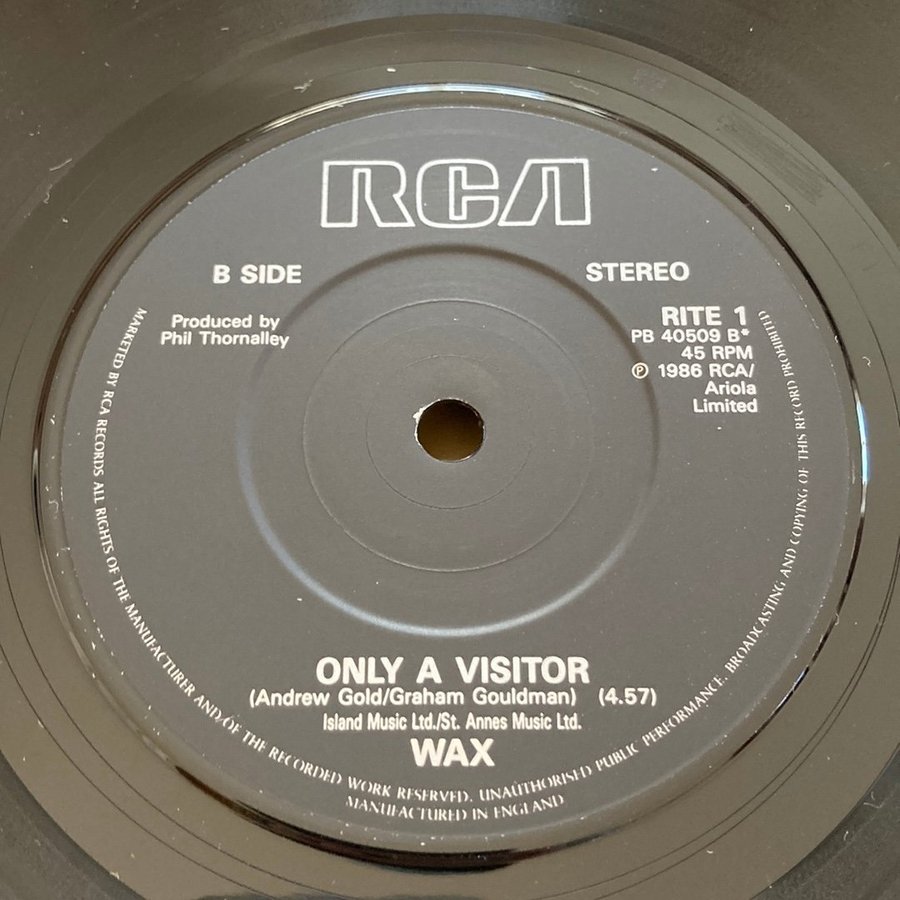 RCA
B SIDE
STEREO
Produced by
Phil Thornalley
RITE 1
PB 40509 B*
45 RPM
℗ 1986 RCA/
Ariola
Limited
ONLY A VISITOR
(Andrew Gold/Graham Gouldman) (4.57)
Island Music Ltd./St. Annes Music Ltd.
WAX
MARKETED BY RCA RECORDS. ALL RIGHTS OF THE MANUFACTURER AND/OF THE RECORDED WORK RESERVED. UNAUTHORISED PUBLIC PERFORMANCE, BROADCASTING AND COPYING OF THIS RECORD PROHIBITED
MANUFACTURED IN ENGLAND